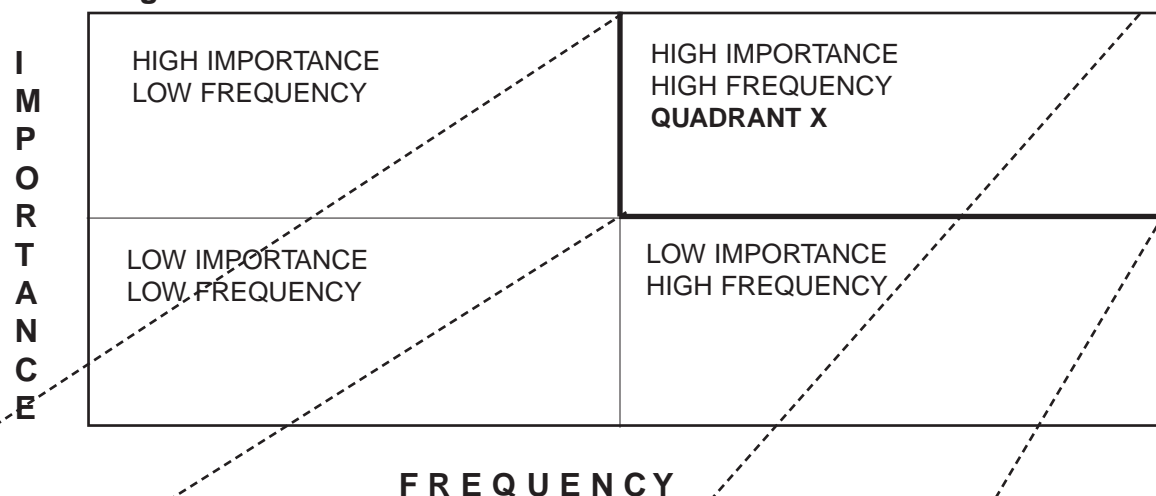 HIGH IMPORTANCE
LOW FREQUENCY
HIGH IMPORTANCE
HIGH FREQUENCY
QUADRANT X
IMPORTANCE
LOW IMPORTANCE
LOW FREQUENCY
LOW IMPORTANCE
HIGH FREQUENCY
FREQUENCY